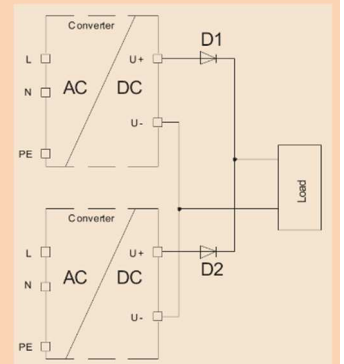 Converter
D1
L
U+
N
AC
DC
U-
PE
Load
Converter
L
U+
D2
N
AC
DC
U-
PE